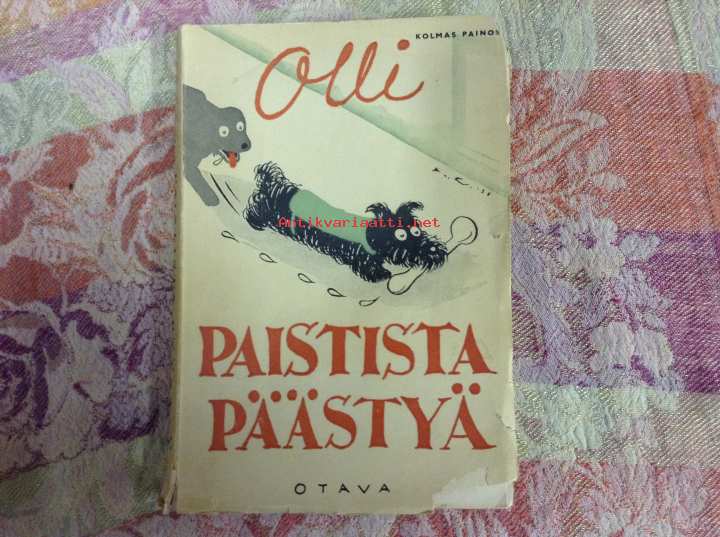 KOLMAS PAINOS
Olli
Antikvariaatti.net
PAISTISTA
PÄÄSTYÄ
OTAVA